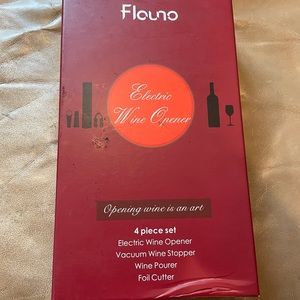 Flauno
Electric
Wine Opener
Opening wine is an art
4 piece set
Electric Wine Opener
Vacuum Wine Stopper
Wine Pourer
Foil Cutter